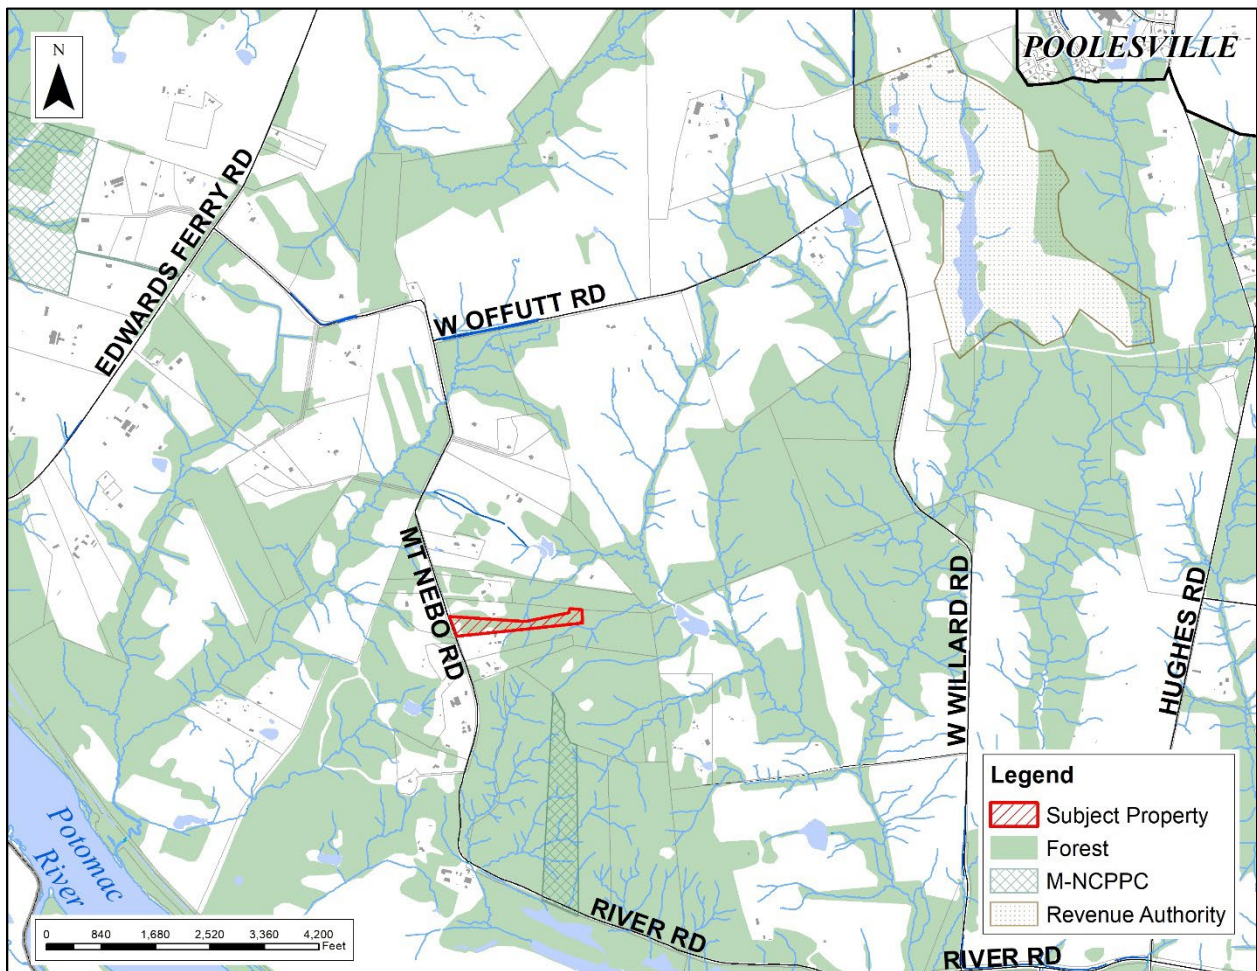 N
POOLESVILLE
EDWARDS FERRY RD
W OFFUTT RD
MT NEBO RD
W WILLARD RD
HUGHES RD
Potomac
River
RIVER RD
RIVER RD
Legend
Subject Property
Forest
M-NCPPC
Revenue Authority
0 840 1,680 2,520 3,360 4,200
Feet